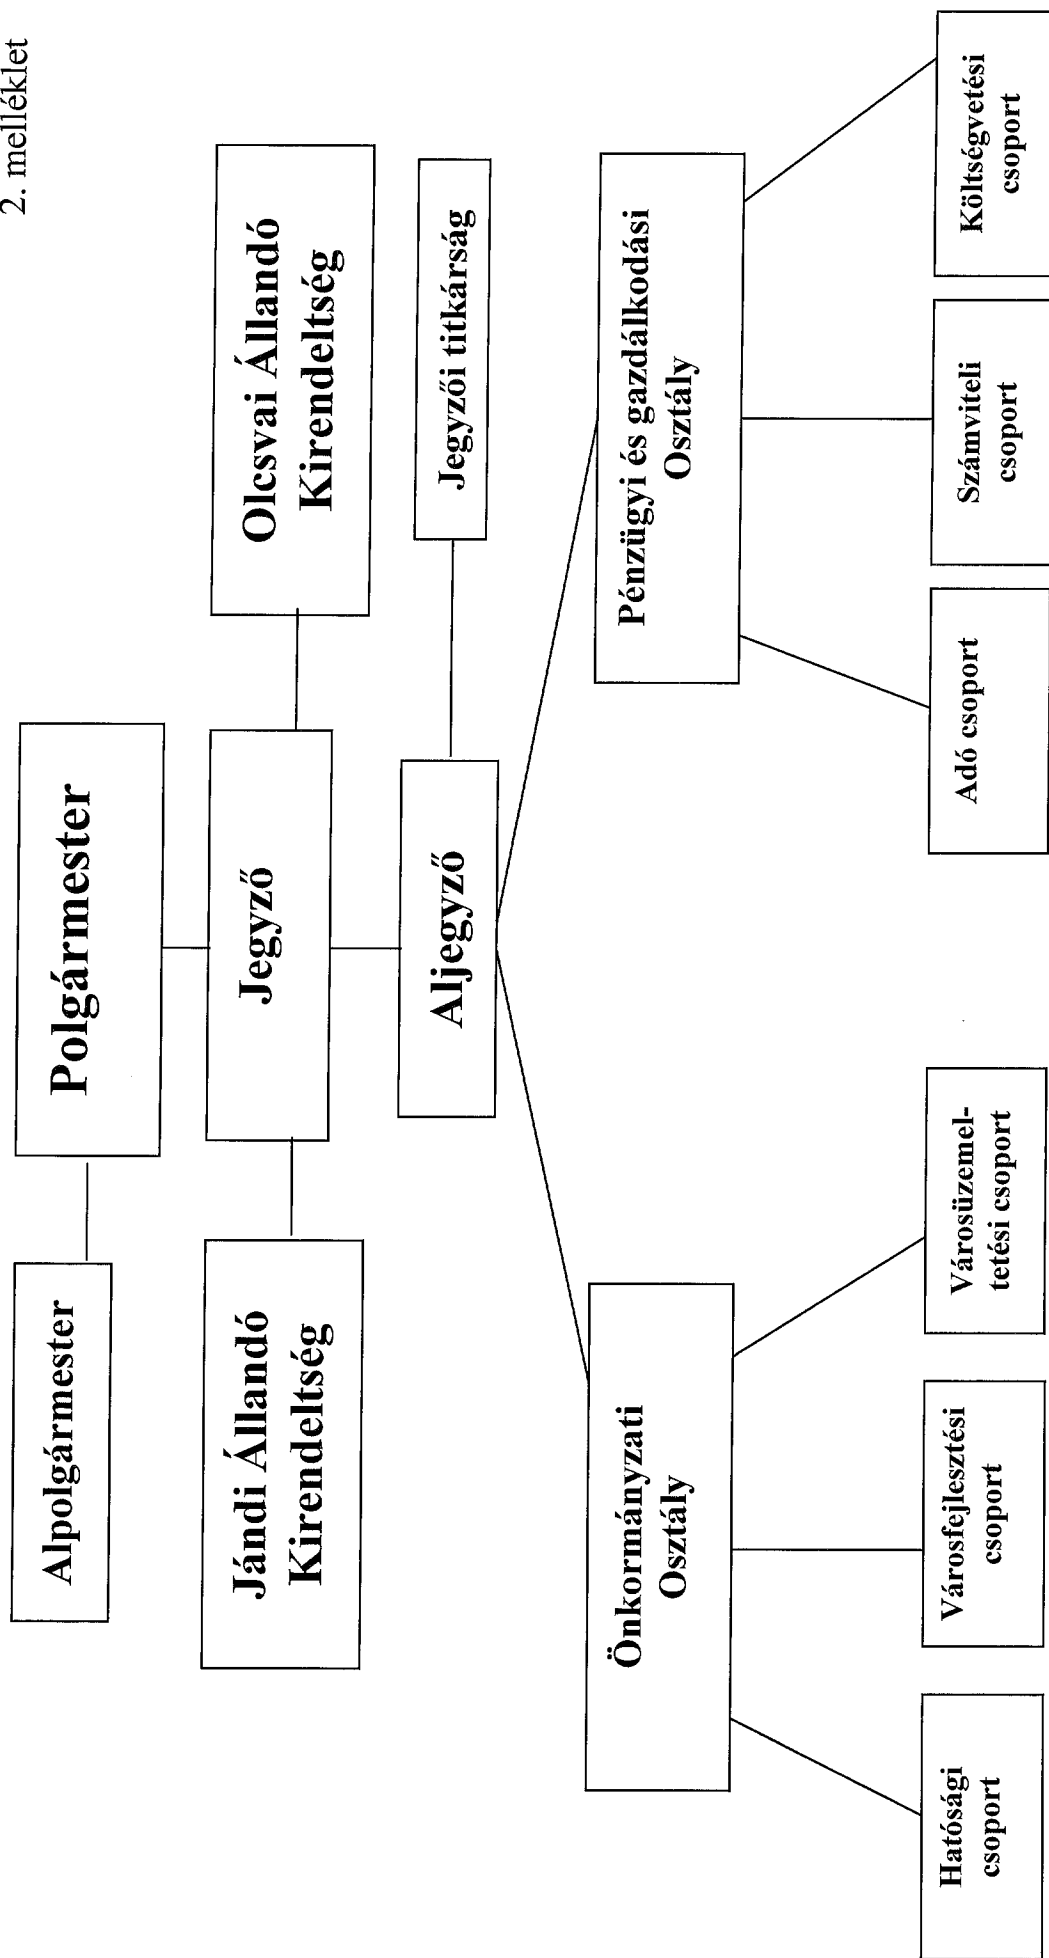 2. melléklet
Alpolgármester
Polgármester
Jándi Állandó
Kirendeltség
Jegyző
Olcsvai Állandó
Kirendeltség
Aljegyző
Jegyzői titkárság
Önkormányzati
Osztály
Pénzügyi és gazdálkodási
Osztály
Hatósági
csoport
Városfejlesztési
csoport
Városüzemel-
tetési csoport
Adó csoport
Számviteli
csoport
Költségvetési
csoport